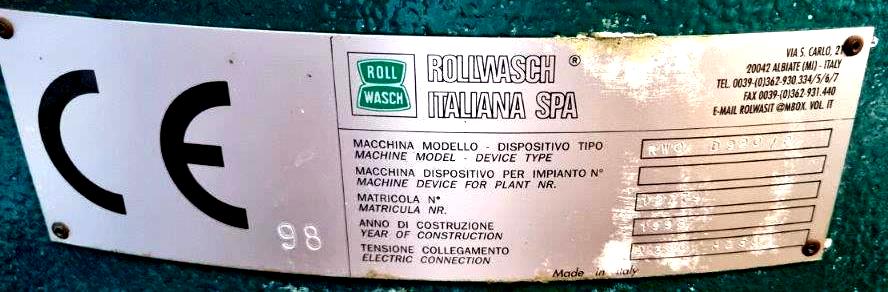 CE
98
ROLL
WASCH
ROLLWASCH ®
ITALIANA SPA
VIA S. CARLO, 21
20042 ALBIATE (MI) - ITALY
TEL. 0039-(0)362-930.334/5/6/7
FAX 0039-(0)362 931.440
E-MAIL ROLWASIT @MBOX. VOL. IT
MACCHINA MODELLO - DISPOSITIVO TIPO
MACHINE MODEL - DEVICE TYPE
MACCHINA DISPOSITIVO PER IMPIANTO N°
MACHINE DEVICE FOR PLANT NR.
MATRICOLA N°
MATRICULA NR.
ANNO DI COSTRUZIONE
YEAR OF CONSTRUCTION
1998
TENSIONE COLLEGAMENTO
ELECTRIC CONNECTION
Made in Italy